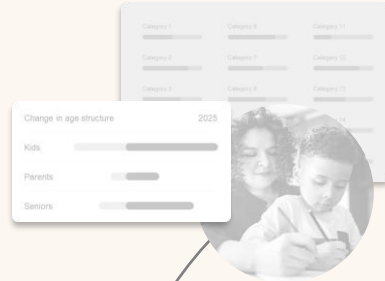 Category 1 Category 6 Category 11
Category 2 Category 7 Category 12
Category 3 Category 8 Category 13
14
Change in age structure 2025
Kids
Parents
Seniors